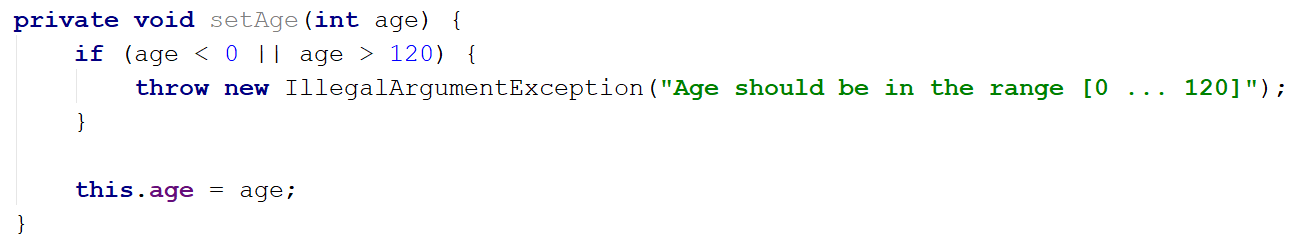 private void setAge(int age) {
    if (age < 0 || age > 120) {
        throw new IllegalArgumentException("Age should be in the range [0 ... 120]");
    }

    this.age = age;
}